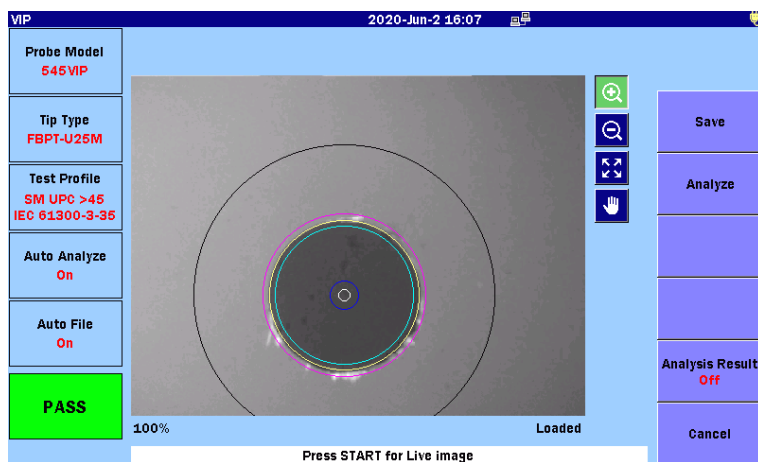 VIP
2020-Jun-2 16:07
Probe Model
545VIP
Tip Type
FBPT-U25M
Test Profile
SM UPC >45
IEC 61300-3-35
Auto Analyze
On
Auto File
On
PASS
100%
Loaded
Press START for Live image
Save
Analyze
Analysis Result
Off
Cancel